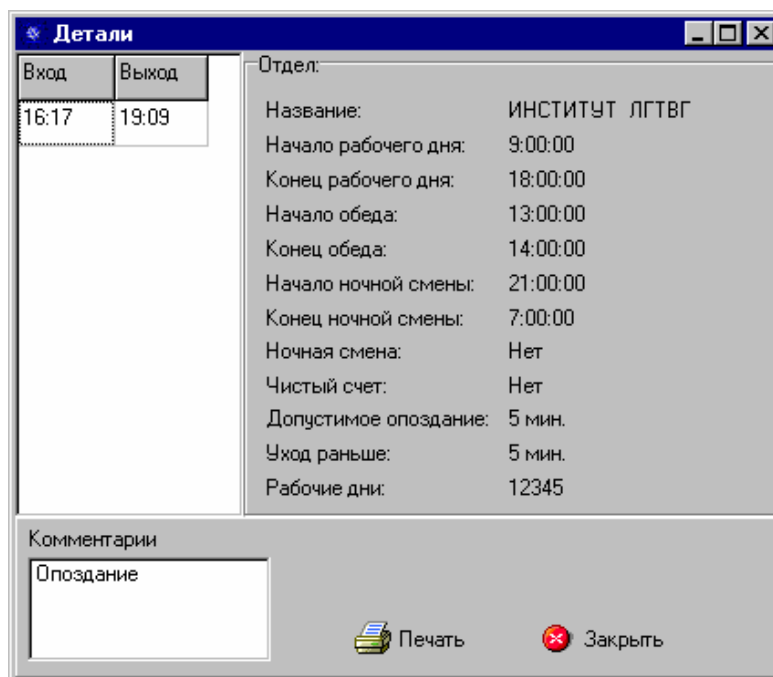 Детали
Вход Выход
16:17 19:09
Отдел:
Название: ИНСТИТУТ ЛГТВГ
Начало рабочего дня: 9:00:00
Конец рабочего дня: 18:00:00
Начало обеда: 13:00:00
Конец обеда: 14:00:00
Начало ночной смены: 21:00:00
Конец ночной смены: 7:00:00
Ночная смена: Нет
Чистый счет: Нет
Допустимое опоздание: 5 мин.
Уход раньше: 5 мин.
Рабочие дни: 12345
Комментарии
Опоздание
Печать Закрыть